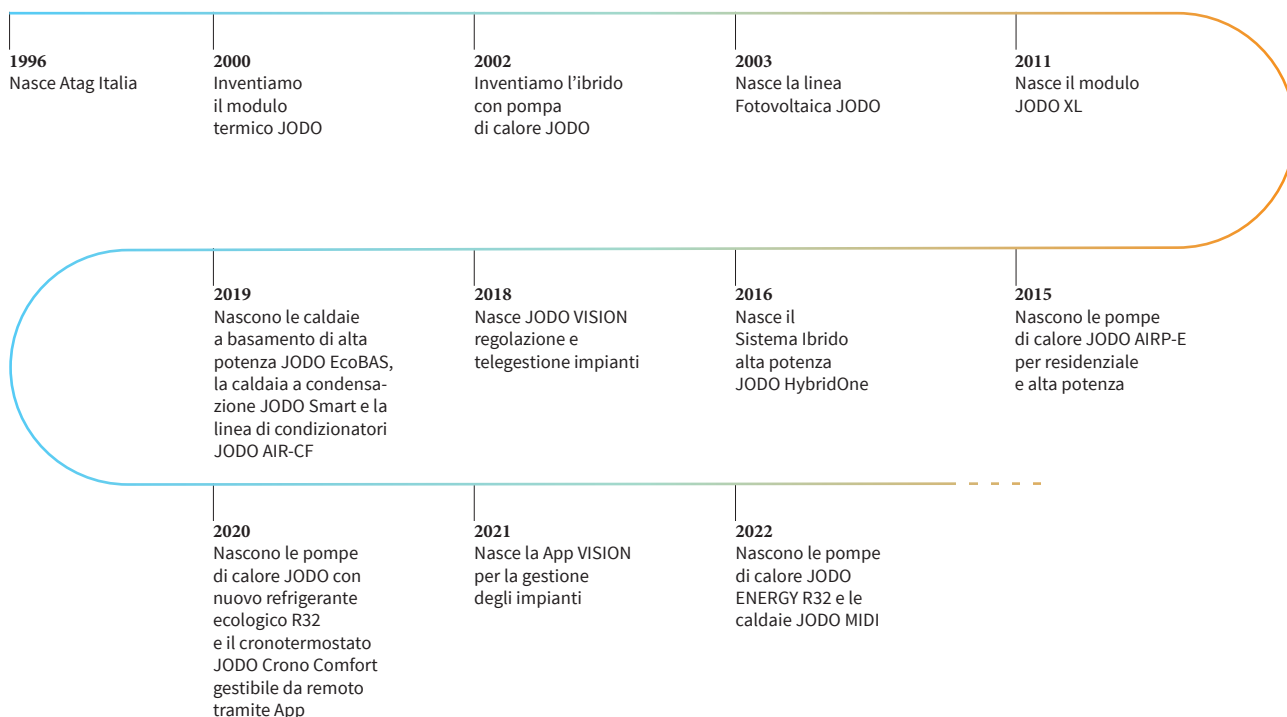 1996
Nasce Atag Italia
2000
Inventiamo
il modulo
termico JODO
2002
Inventiamo l’ibrido
con pompa
di calore JODO
2003
Nasce la linea
Fotovoltaica JODO
2011
Nasce il modulo
JODO XL
2015
Nascono le pompe
di calore JODO AIRP-E
per residenziale
e alta potenza
2016
Nasce il
Sistema Ibrido
alta potenza
JODO HybridOne
2018
Nasce JODO VISION
regolazione e
telegestione impianti
2019
Nascono le caldaie
a basamento di alta
potenza JODO EcoBAS,
la caldaia a condensa-
zione JODO Smart e la
linea di condizionatori
JODO AIR-CF
2020
Nascono le pompe
di calore JODO con
nuovo refrigerante
ecologico R32
e il cronotermostato
JODO Crono Comfort
gestibile da remoto
tramite App
2021
Nasce la App VISION
per la gestione
degli impianti
2022
Nascono le pompe
di calore JODO
ENERGY R32 e le
caldaie JODO MIDI